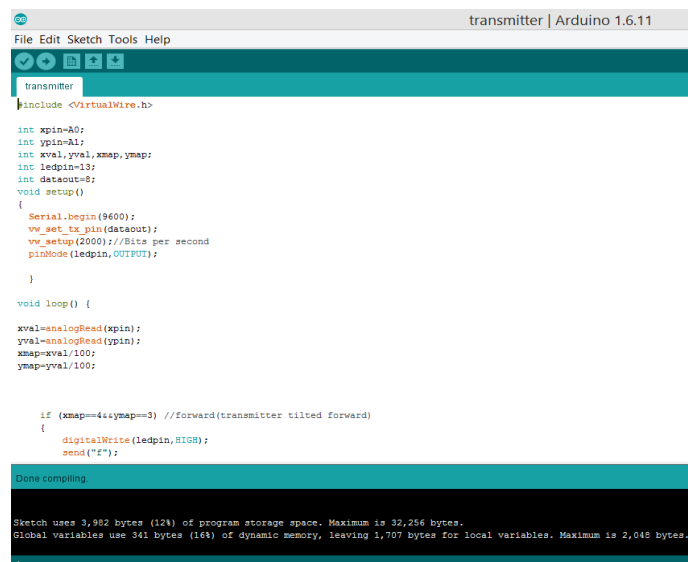 transmitter | Arduino 1.6.11
File Edit Sketch Tools Help
transmitter
#include <VirtualWire.h>
int xpin=A0;
int ypin=A1;
int xval,yval,xmap,ymap;
int ledpin=13;
int dataout=8;
void setup()
{
Serial.begin(9600);
vw_set_tx_pin(dataout);
vw_setup(2000);//Bits per second
pinMode(ledpin,OUTPUT);
}
void loop() {
xval=analogRead(xpin);
yval=analogRead(ypin);
xmap=xval/100;
ymap=yval/100;
if (xmap==4&&ymap==3) //forward(transmitter tilted forward)
{
digitalWrite(ledpin,HIGH);
send("f");
Done compiling.
Sketch uses 3,982 bytes (12%) of program storage space. Maximum is 32,256 bytes.
Global variables use 341 bytes (16%) of dynamic memory, leaving 1,707 bytes for local variables. Maximum is 2,048 bytes.